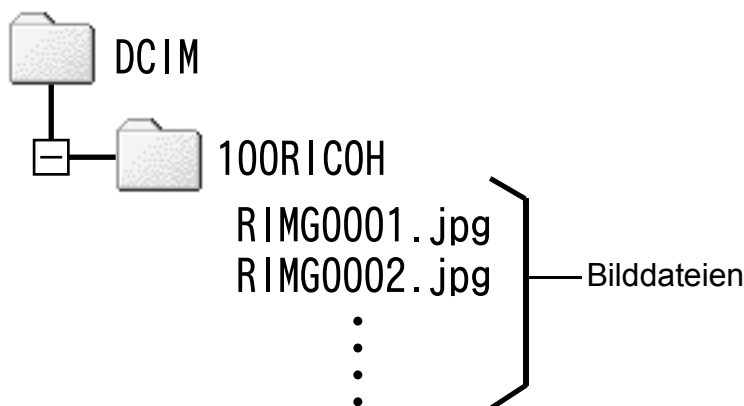 DCIM
100RICOH
RIMG0001.jpg
RIMG0002.jpg
Bilddateien